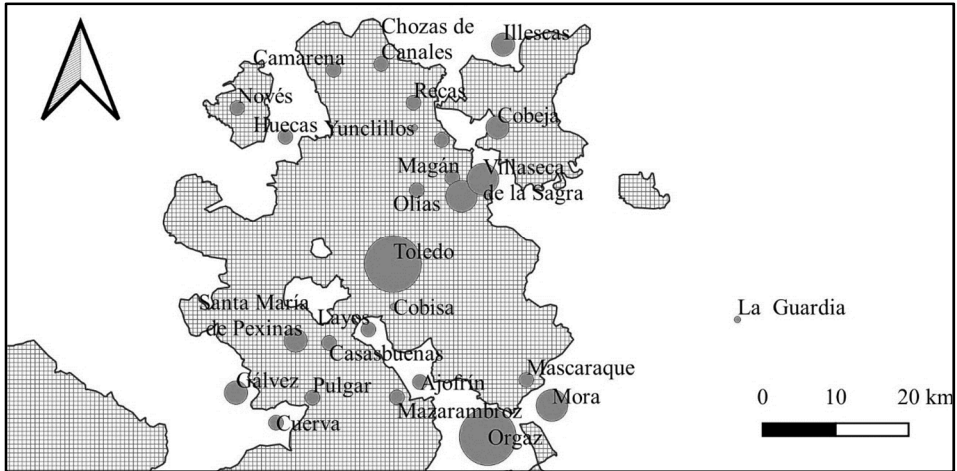 Chozas de
Canales
Illescas
Camarena
Novés
Recas
Huecas
Yunclillos
Cobeja
Magán
Villaseca
de la Sagra
Olías
Toledo
Cobisa
La Guardia
Santa María
de Pexinas
Layos
Casasbuenas
Mascaraque
Gálvez
Pulgar
Ajofrín
Mora
Mazarambroz
Cuerva
Orgaz
0 10 20 km